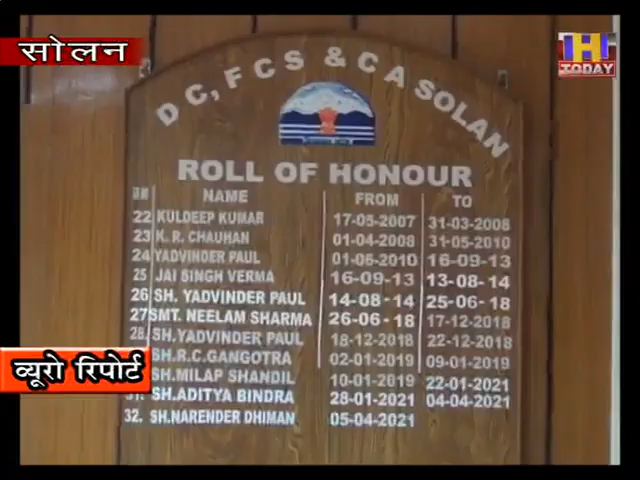 सोलन
H
TODAY
DC, FCS & CA SOLAN
ROLL OF HONOUR
NAME FROM TO
22 KULDEEP KUMAR 17-05-2007 31-03-2008
23 K. R. CHAUHAN 01-04-2008 31-05-2010
24 YADVINDER PAUL 01-06-2010 16-09-13
25 JAI SINGH VERMA 16-09-13 13-08-14
26 SH. YADVINDER PAUL 14-08-14 25-06-18
27 SMT. NEELAM SHARMA 26-06-18 17-12-2018
28. SH.YADVINDER PAUL 18-12-2018 22-12-2018
SH.R.C.GANGOTRA 02-01-2019 09-01-2019
SH.MILAP SHANDIL 10-01-2019 22-01-2021
31. SH.ADITYA BINDRA 28-01-2021 04-04-2021
32. SH.NARENDER DHIMAN 05-04-2021
ब्यूरो रिपोर्ट